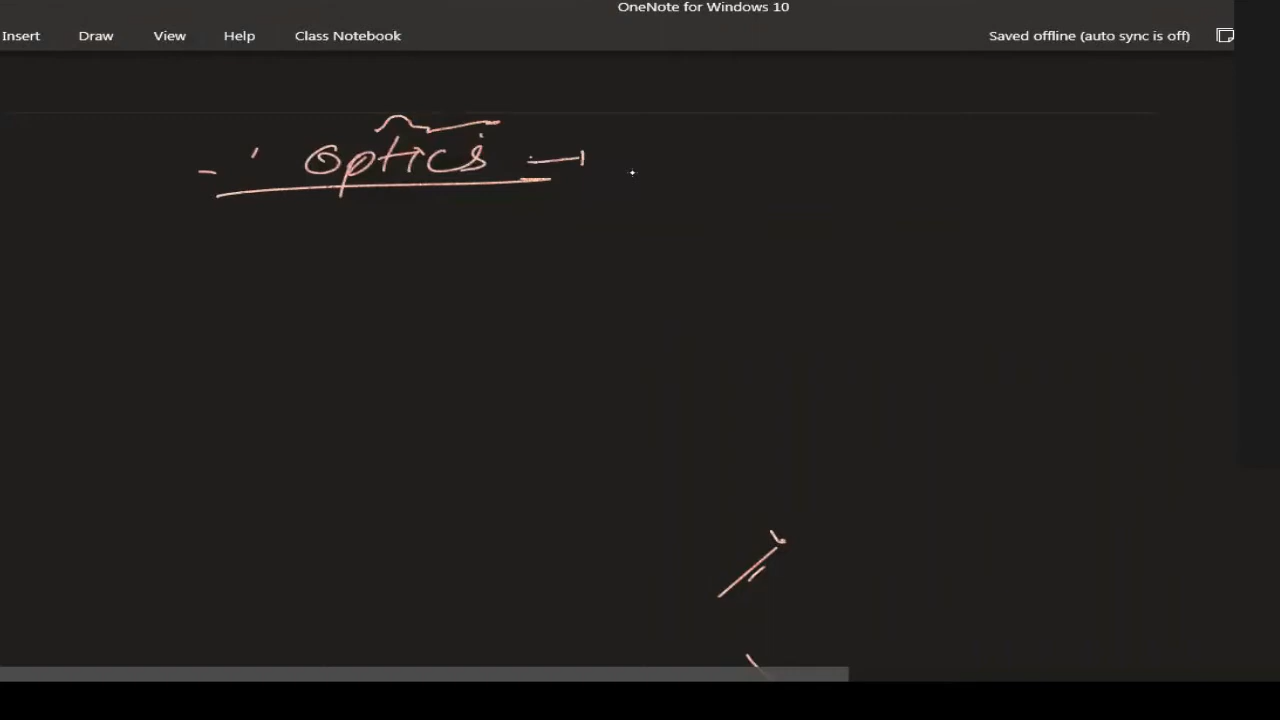 OneNote for Windows 10
Insert Draw View Help Class Notebook Saved offline (auto sync is off)
Optics